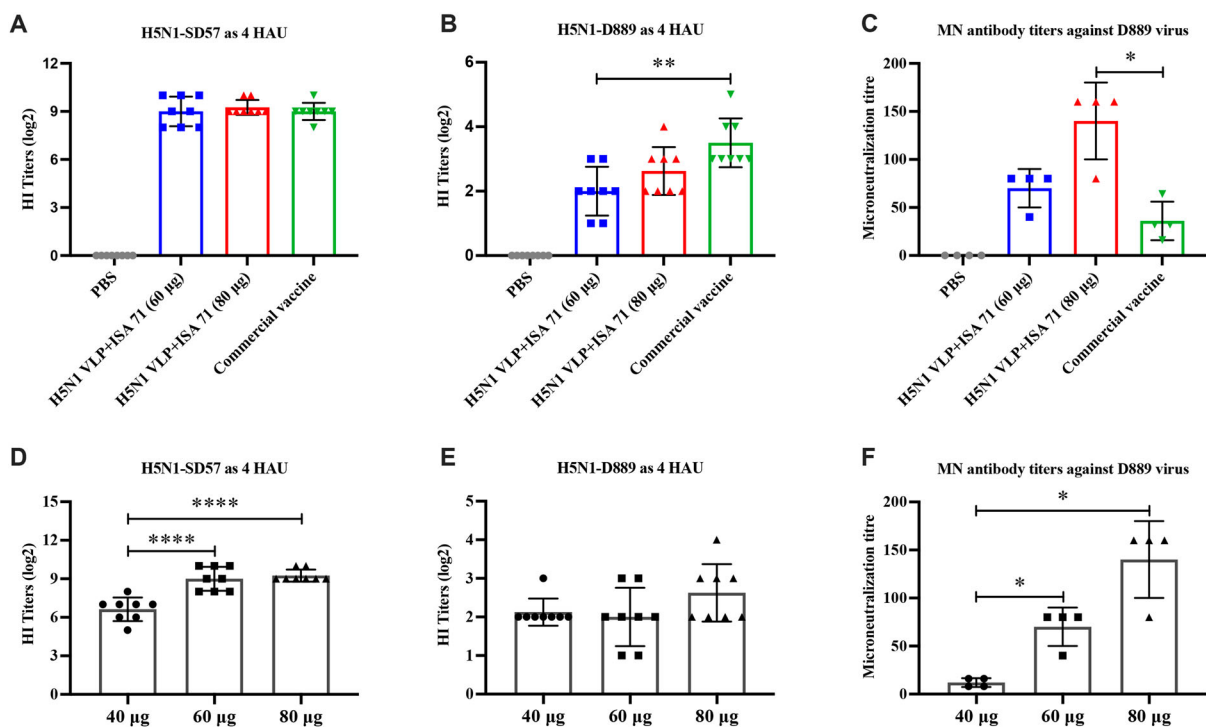 A
H5N1-SD57 as 4 HAU
HI Titers (log2)
12
9
6
3
0
PBS
H5N1 VLP+ISA 71 (60 µg)
H5N1 VLP+ISA 71 (80 µg)
Commercial vaccine
B
H5N1-D889 as 4 HAU
HI Titers (log2)
6
4
2
0
**
PBS
H5N1 VLP+ISA 71 (60 µg)
H5N1 VLP+ISA 71 (80 µg)
Commercial vaccine
C
MN antibody titers against D889 virus
Microneutralization titre
200
150
100
50
0
*
PBS
H5N1 VLP+ISA 71 (60 µg)
H5N1 VLP+ISA 71 (80 µg)
Commercial vaccine
D
H5N1-SD57 as 4 HAU
HI Titers (log2)
15
12
9
6
3
0
****
****
40 µg
60 µg
80 µg
E
H5N1-D889 as 4 HAU
HI Titers (log2)
5
4
3
2
1
0
40 µg
60 µg
80 µg
F
MN antibody titers against D889 virus
Microneutralization titre
200
150
100
50
0
*
*
40 µg
60 µg
80 µg